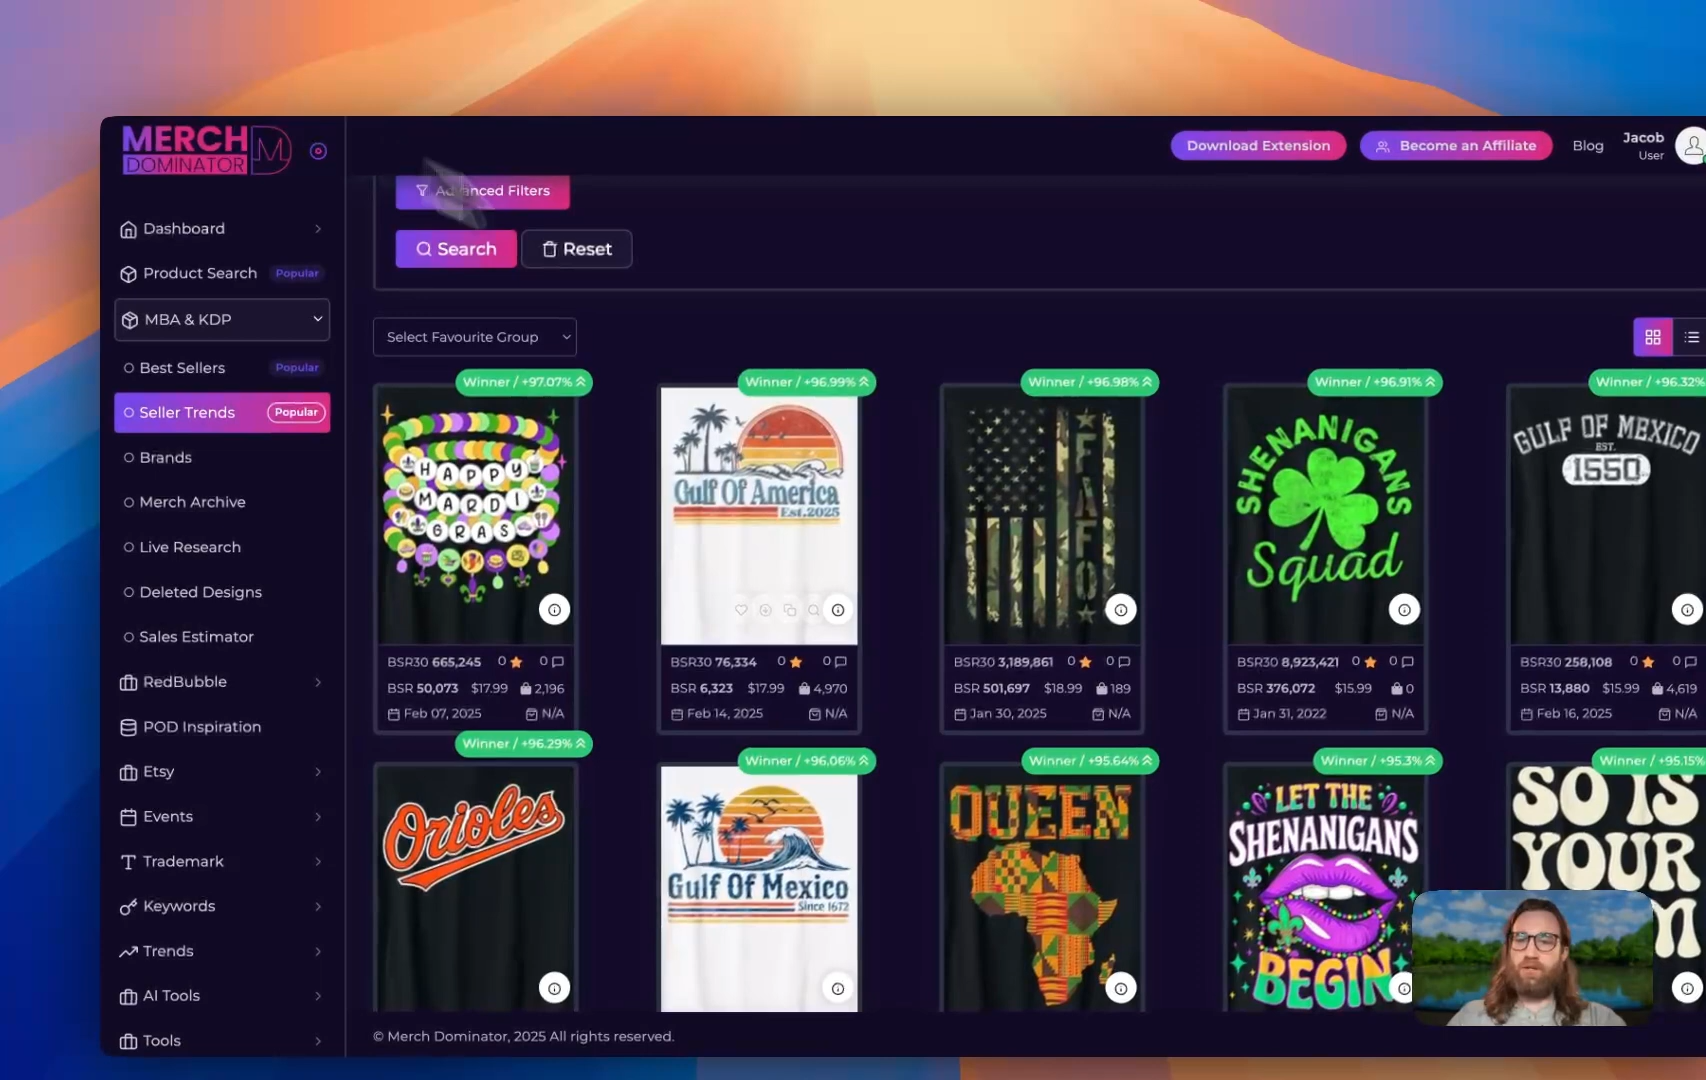 MERCH
DOMINATOR
Download Extension
Become an Affiliate
Blog
Jacob
User
Advanced Filters
Search
Reset
Dashboard
Product Search
Popular
MBA & KDP
Best Sellers
Popular
Seller Trends
Popular
Brands
Merch Archive
Live Research
Deleted Designs
Sales Estimator
RedBubble
POD Inspiration
Etsy
Events
Trademark
Keywords
Trends
AI Tools
Tools
Select Favourite Group
Winner / +97.07%
HAPPY
MARDI
GRAS
BSR30 665,245 0 0
BSR 50,073 $17.99 2,196
Feb 07, 2025 N/A
Winner / +96.99%
Gulf Of America
Est.2025
BSR30 76,334 0 0
BSR 6,323 $17.99 4,970
Feb 14, 2025 N/A
Winner / +96.98%
FAFO
BSR30 3,189,861 0 0
BSR 501,697 $18.99 189
Jan 30, 2025 N/A
Winner / +96.91%
SHENANIGANS
Squad
BSR30 8,923,421 0 0
BSR 376,072 $15.99 0
Jan 31, 2022 N/A
Winner / +96.32%
GULF OF MEXICO
EST.
1550
BSR30 258,108 0 0
BSR 13,880 $15.99 4,619
Feb 16, 2025 N/A
Winner / +96.29%
Orioles
Winner / +96.06%
Gulf Of Mexico
Since 1672
Winner / +95.64%
QUEEN
Winner / +95.3%
LET THE
SHENANIGANS
BEGIN
Winner / +95.15%
SO IS
YOUR
© Merch Dominator, 2025 All rights reserved.